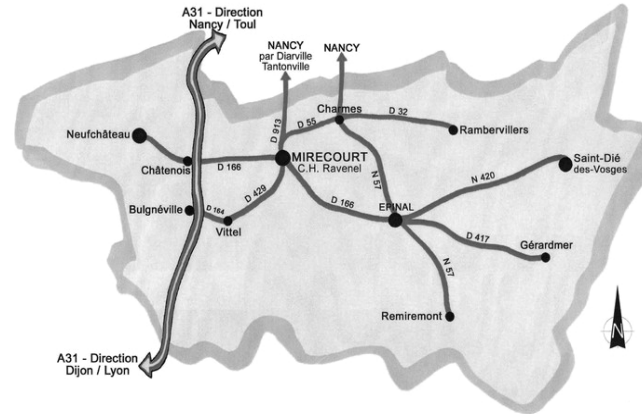 A31 - Direction
Nancy / Toul
NANCY
par Diarville
Tantonville
NANCY
Charmes
D 32
D 55
D 913
Rambervillers
Neufchâteau
Châtenois
D 166
MIRECOURT
C.H. Ravenel
Saint-Dié
des-Vosges
N 57
N 420
D 429
D 166
Bulgnéville
D 164
Vittel
EPINAL
D 417
Gérardmer
N 57
Remiremont
N
A31 - Direction
Dijon / Lyon